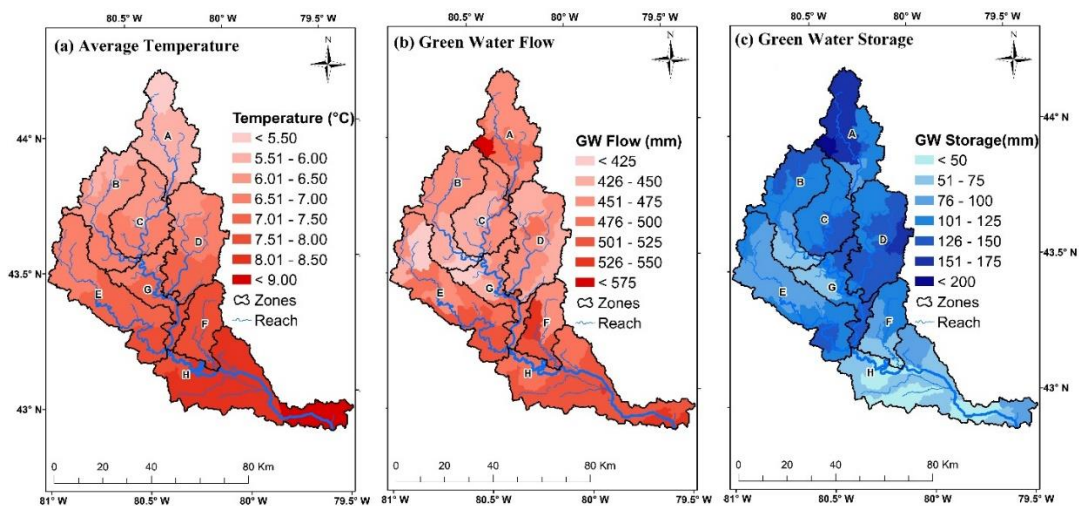 80.5° W
80° W
79.5° W
80.5° W
80° W
79.5° W
80.5° W
80° W
79.5° W
(a) Average Temperature
N
Temperature (°C)
< 5.50
5.51 - 6.00
6.01 - 6.50
6.51 - 7.00
7.01 - 7.50
7.51 - 8.00
8.01 - 8.50
< 9.00
Zones
Reach
A
B
C
D
E
G
F
H
44° N
43.5° N
43° N
0 20 40 80 Km
81° W
80.5° W
80° W
79.5° W
(b) Green Water Flow
N
GW Flow (mm)
< 425
426 - 450
451 - 475
476 - 500
501 - 525
526 - 550
< 575
Zones
Reach
A
B
C
D
E
G
F
H
0 20 40 80 Km
81° W
80.5° W
80° W
79.5° W
(c) Green Water Storage
N
GW Storage(mm)
< 50
51 - 75
76 - 100
101 - 125
126 - 150
151 - 175
< 200
Zones
Reach
A
B
C
D
E
G
F
H
44° N
43.5° N
43° N
0 20 40 80 Km
81° W
80.5° W
80° W
79.5° W